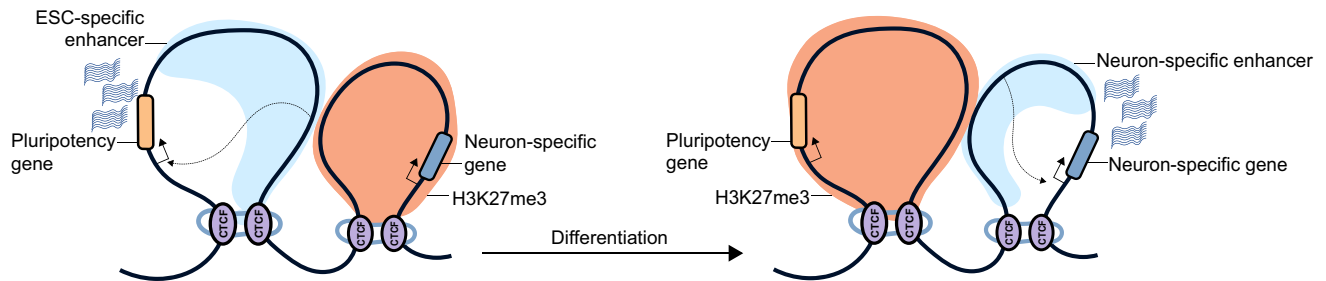 ESC-specific
enhancer
Pluripotency
gene
CTCF
CTCF
Neuron-specific
gene
H3K27me3
CTCF
CTCF
Differentiation
Pluripotency
gene
H3K27me3
CTCF
CTCF
Neuron-specific enhancer
Neuron-specific gene
CTCF
CTCF